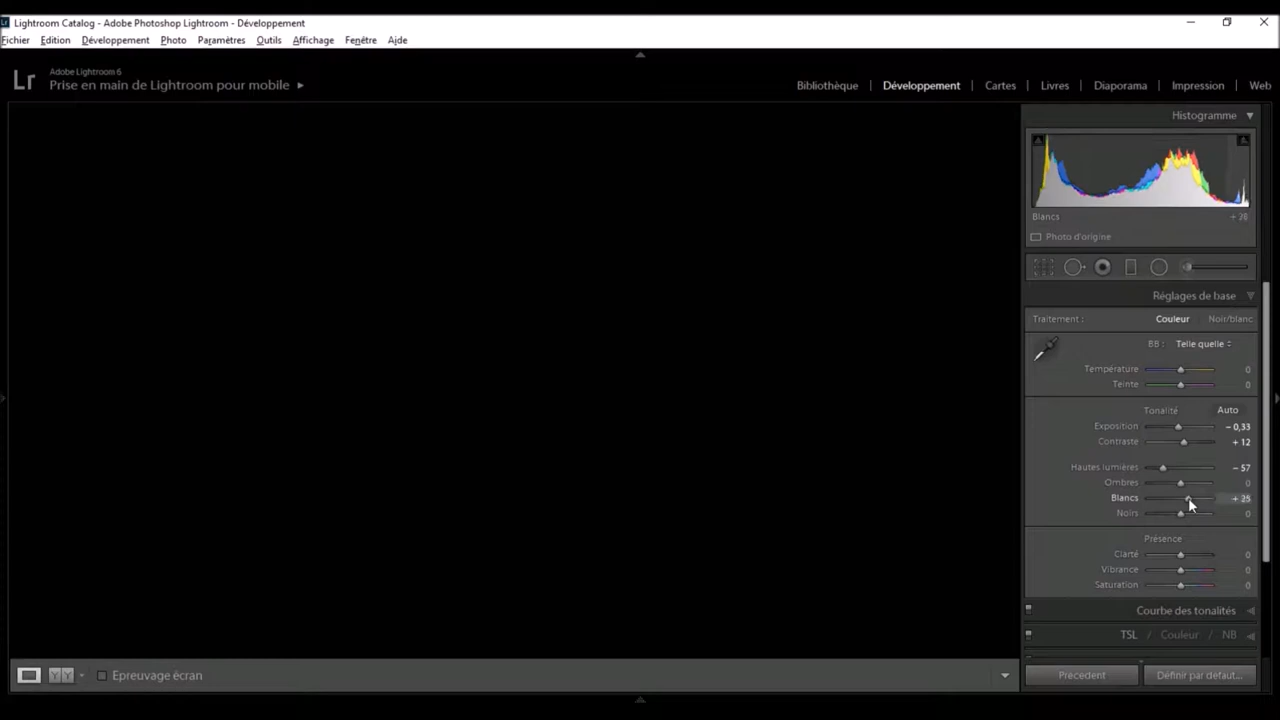 Lightroom Catalog - Adobe Photoshop Lightroom - Développement
Fichier Edition Développement Photo Paramètres Outils Affichage Fenêtre Aide
Lr
Adobe Lightroom 6
Prise en main de Lightroom pour mobile
Bibliothèque Développement Cartes Livres Diaporama Impression Web
Histogramme
Blancs + 38
Photo d'origine
Réglages de base
Traitement : Couleur Noir/blanc
BB : Telle quelle
Température 0
Teinte 0
Tonalité Auto
Exposition – 0,33
Contraste + 12
Hautes lumières – 57
Ombres 0
Blancs + 25
Noirs 0
Présence
Clarté 0
Vibrance 0
Saturation 0
Courbe des tonalités
TSL / Couleur / NB
YY Epreuvage écran
Précédent Définir par défaut...